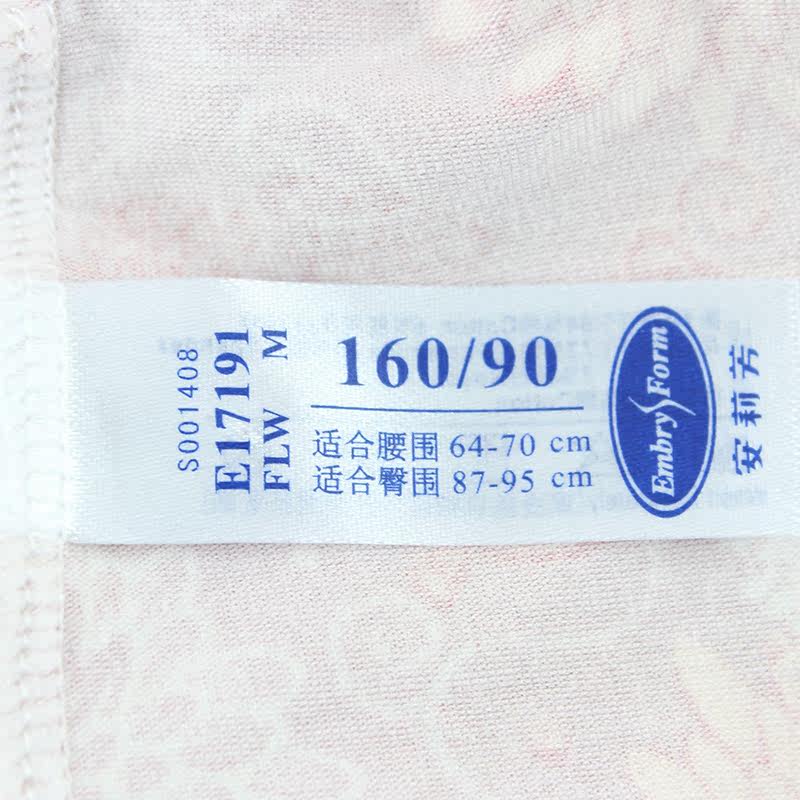 S001408
E17191
FLW M
160/90
适合腰围 64-70 cm
适合臀围 87-95 cm
Embry Form
安莉芳